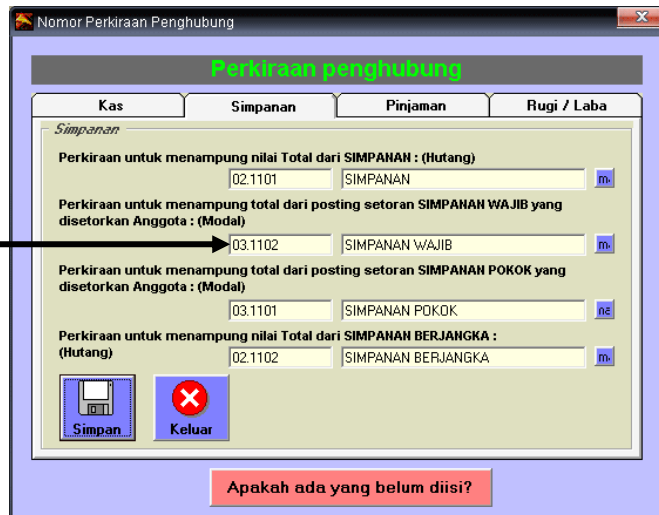 Nomor Perkiraan Penghubung
Perkiraan penghubung
Kas Simpanan Pinjaman Rugi / Laba
Simpanan
Perkiraan untuk menampung nilai Total dari SIMPANAN : (Hutang)
02.1101 SIMPANAN
Perkiraan untuk menampung total dari posting setoran SIMPANAN WAJIB yang
disetorkan Anggota : (Modal)
03.1102 SIMPANAN WAJIB
Perkiraan untuk menampung total dari posting setoran SIMPANAN POKOK yang
disetorkan Anggota : (Modal)
03.1101 SIMPANAN POKOK
Perkiraan untuk menampung nilai Total dari SIMPANAN BERJANGKA :
(Hutang)
02.1102 SIMPANAN BERJANGKA
Simpan Keluar
Apakah ada yang belum diisi?